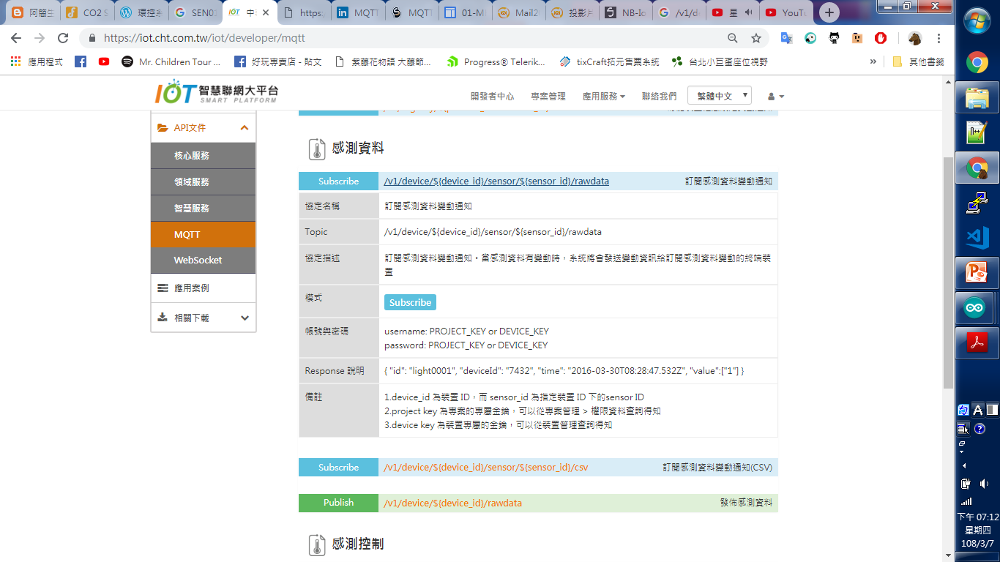 阿簡生
CO2 S
環控系
SEN01
中
https:
MQTT
MQTT
01-MI
Mail2
投影片
NB-Io
/v1/de
星
YouTu
https://iot.cht.com.tw/iot/developer/mqtt
應用程式
Mr. Children Tour ...
好玩專賣店 - 貼文
紫藤花物語 大藤節...
Progress® Telerik...
tixCraft拓元售票系統
台北小巨蛋座位視野
»
其他書籤
IOT 智慧聯網大平台
SMART PLATFORM
開發者中心
專案管理
應用服務
聯絡我們
繁體中文
API文件
核心服務
領域服務
智慧服務
MQTT
WebSocket
應用案例
相關下載
感測資料
Subscribe /v1/device/${device_id}/sensor/${sensor_id}/rawdata 訂閱感測資料變動通知
協定名稱 訂閱感測資料變動通知
Topic /v1/device/${device_id}/sensor/${sensor_id}/rawdata
協定描述 訂閱感測資料變動通知。當感測資料有變動時，系統將會發送變動資訊給訂閱感測資料變動的終端裝
置
模式 Subscribe
帳號與密碼 username: PROJECT_KEY or DEVICE_KEY
password: PROJECT_KEY or DEVICE_KEY
Response 說明 { "id": "light0001", "deviceId": "7432", "time": "2016-03-30T08:28:47.532Z", "value":["1"] }
備註 1.device_id 為裝置 ID，而 sensor_id 為指定裝置 ID 下的sensor ID
2.project key 為專案的專屬金鑰，可以從專案管理 > 權限資料查詢得知
3.device key 為裝置專屬的金鑰，可以從裝置管理查詢得知
Subscribe /v1/device/${device_id}/sensor/${sensor_id}/csv 訂閱感測資料變動通知(CSV)
Publish /v1/device/${device_id}/rawdata 發佈感測資料
感測控制
下午 07:12
星期四
108/3/7